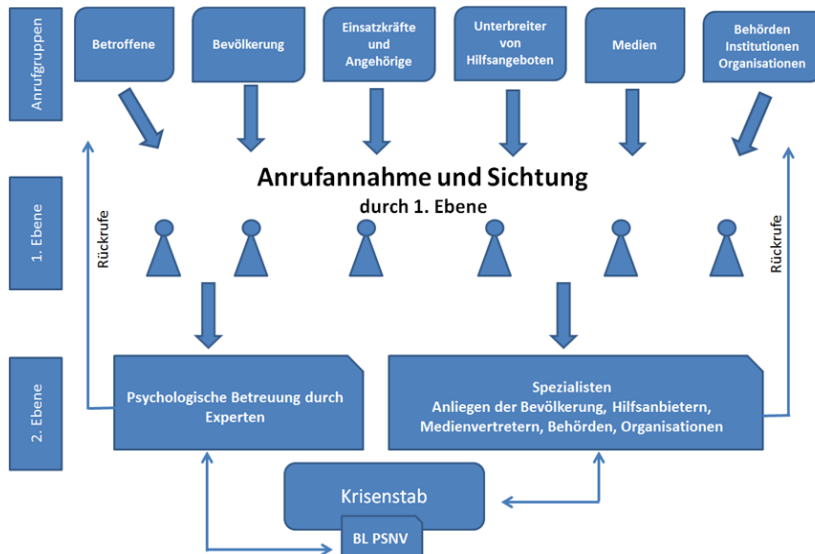 Anrufgruppen
Betroffene
Bevölkerung
Einsatzkräfte
und
Angehörige
Unterbreiter
von
Hilfsangeboten
Medien
Behörden
Institutionen
Organisationen
Anrufannahme und Sichtung
durch 1. Ebene
1. Ebene
Rückrufe
Rückrufe
2. Ebene
Psychologische Betreuung durch
Experten
Spezialisten
Anliegen der Bevölkerung, Hilfsanbietern,
Medienvertretern, Behörden, Organisationen
Krisenstab
BL PSNV